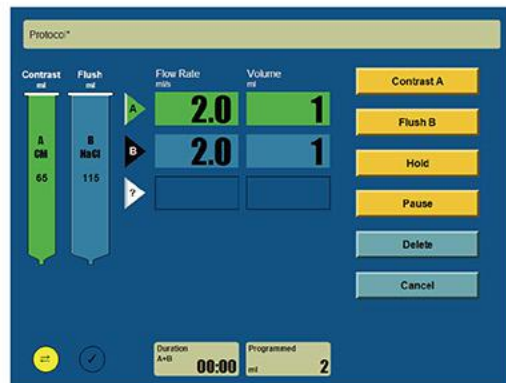 Protocol*
Contrast Flush
ml ml
Flow Rate
ml/s
Volume
ml
A 2.0 1
B 2.0 1
?
A
CM
65
B
NaCl
115
Contrast A
Flush B
Hold
Pause
Delete
Cancel
Duration
A+B
00:00
Programmed
ml 2